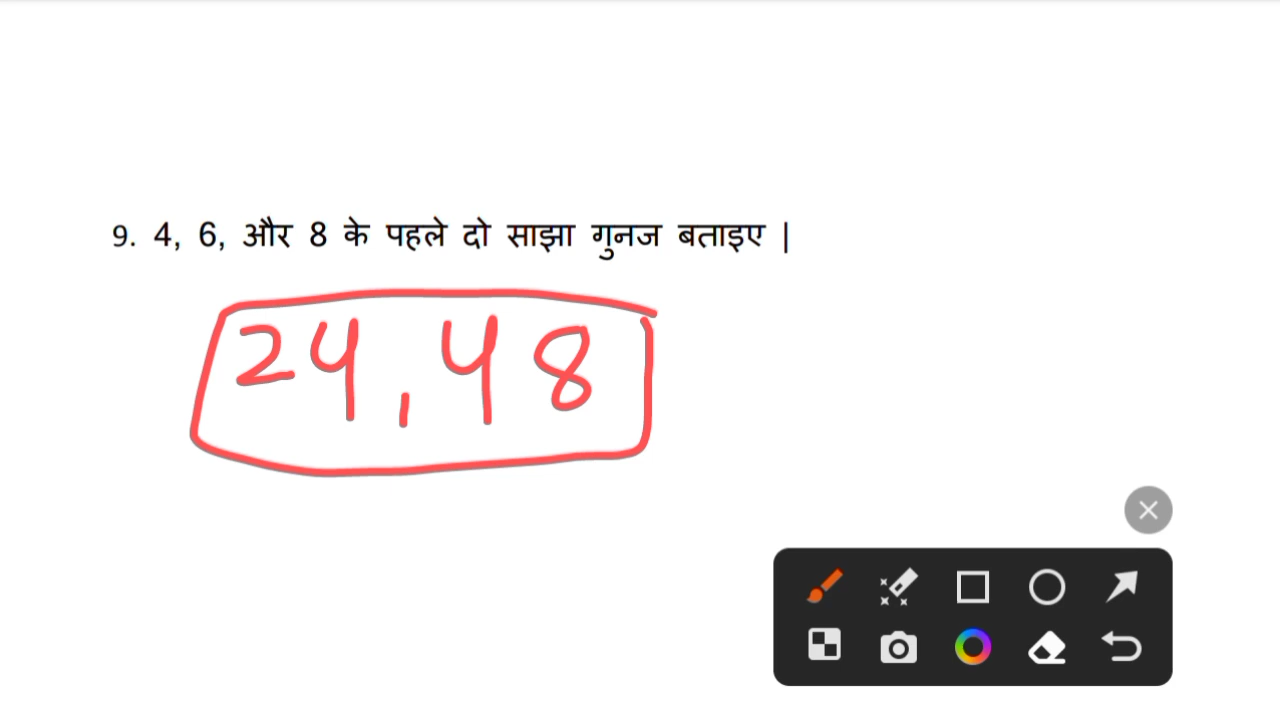 9. 4, 6, और 8 के पहले दो साझा गुनज बताइए |
24, 48